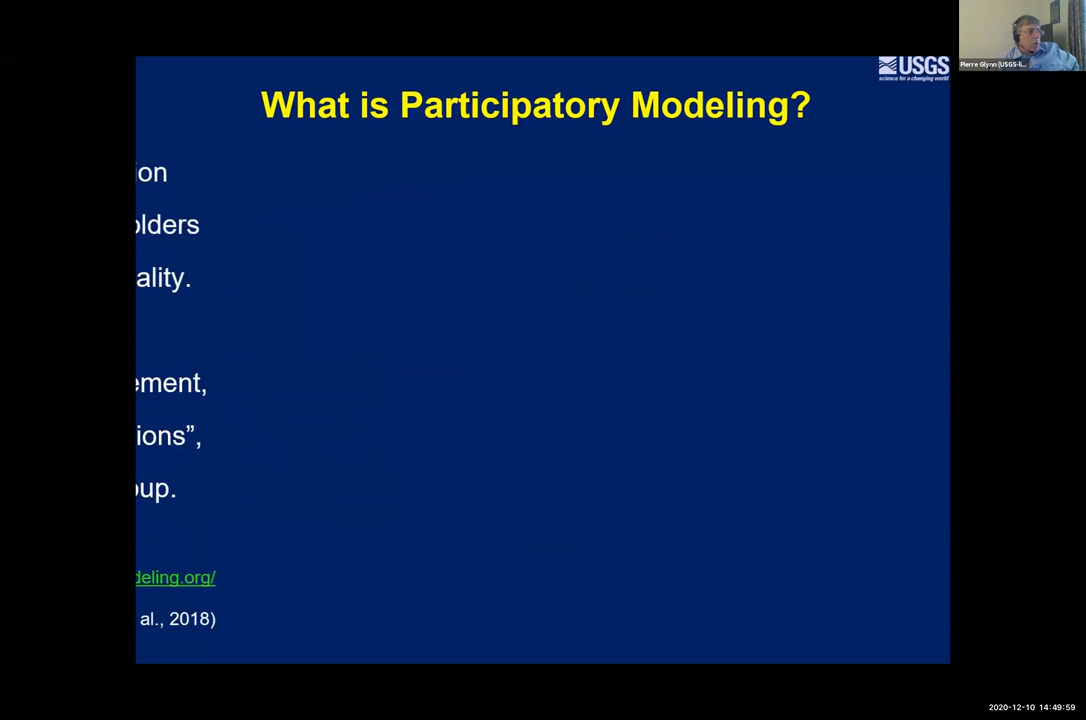 USGS
science for a changing world
Pierre Glynn (USGS-li...
What is Participatory Modeling?
ion
olders
ality.
ement,
ions”,
oup.
deling.org/
al., 2018)
2020-12-10 14:49:59